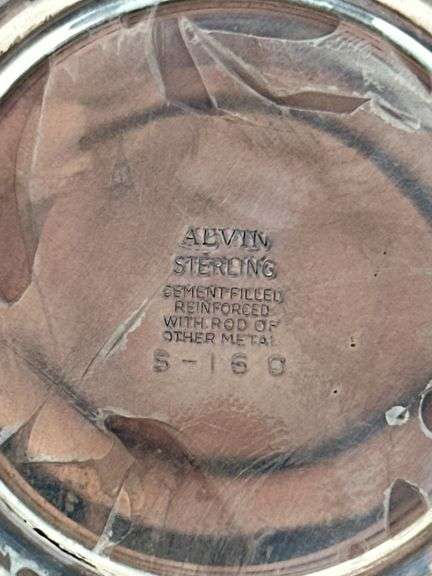 ALVIN
STERLING
CEMENT FILLED
REINFORCED
WITH ROD OF
OTHER METAL
S-160